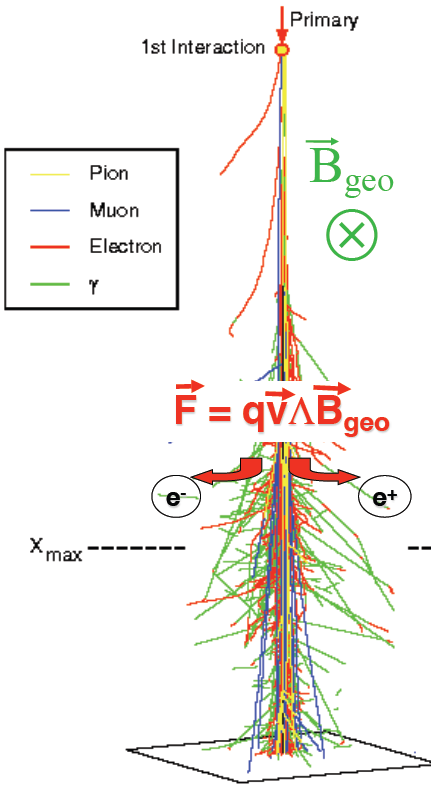 Primary
1st Interaction
B⃗geo
Pion
Muon
Electron
γ
F⃗ = qv⃗ΛB⃗geo
e-
e+
Xmax